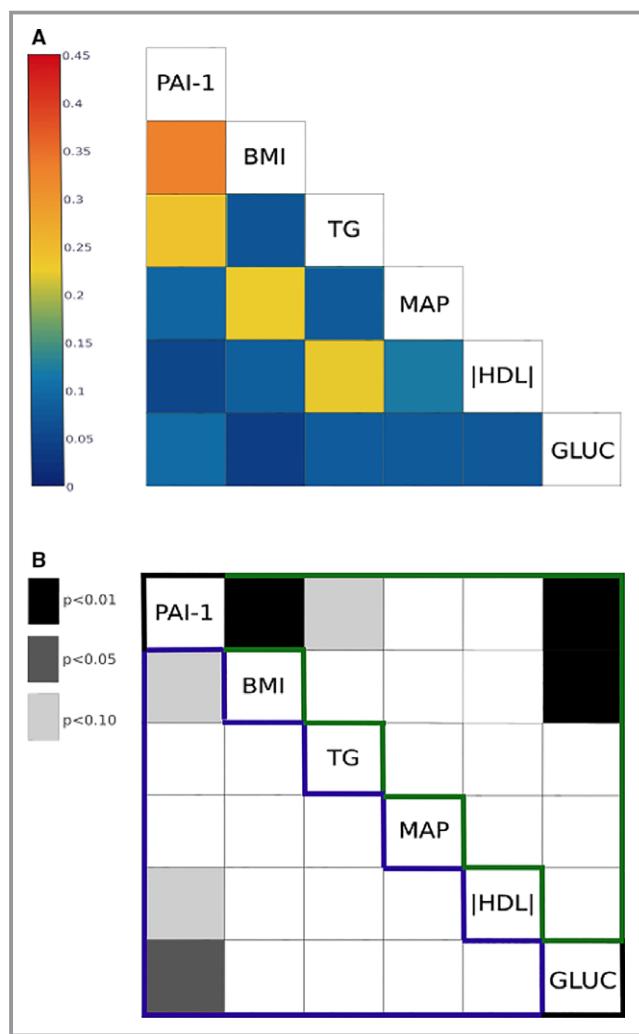 A
0.45
0.4
0.35
0.3
0.25
0.2
0.15
0.1
0.05
0
PAI-1
BMI
TG
MAP
|HDL|
GLUC
B
p<0.01
p<0.05
p<0.10
PAI-1
BMI
TG
MAP
|HDL|
GLUC